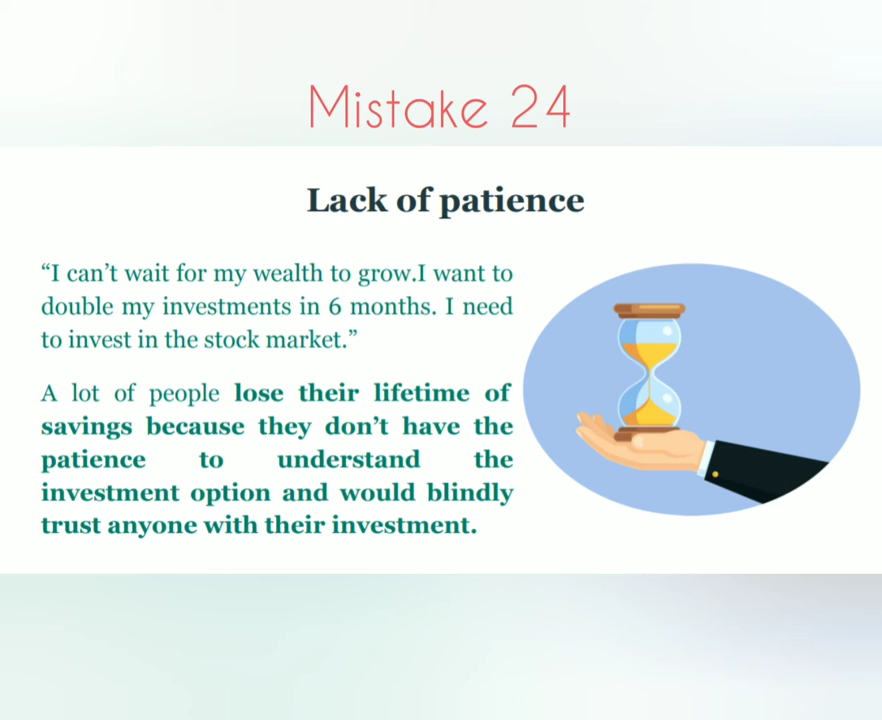 Mistake 24
Lack of patience
“I can’t wait for my wealth to grow.I want to
double my investments in 6 months. I need
to invest in the stock market.”
A lot of people lose their lifetime of
savings because they don’t have the
patience to understand the
investment option and would blindly
trust anyone with their investment.